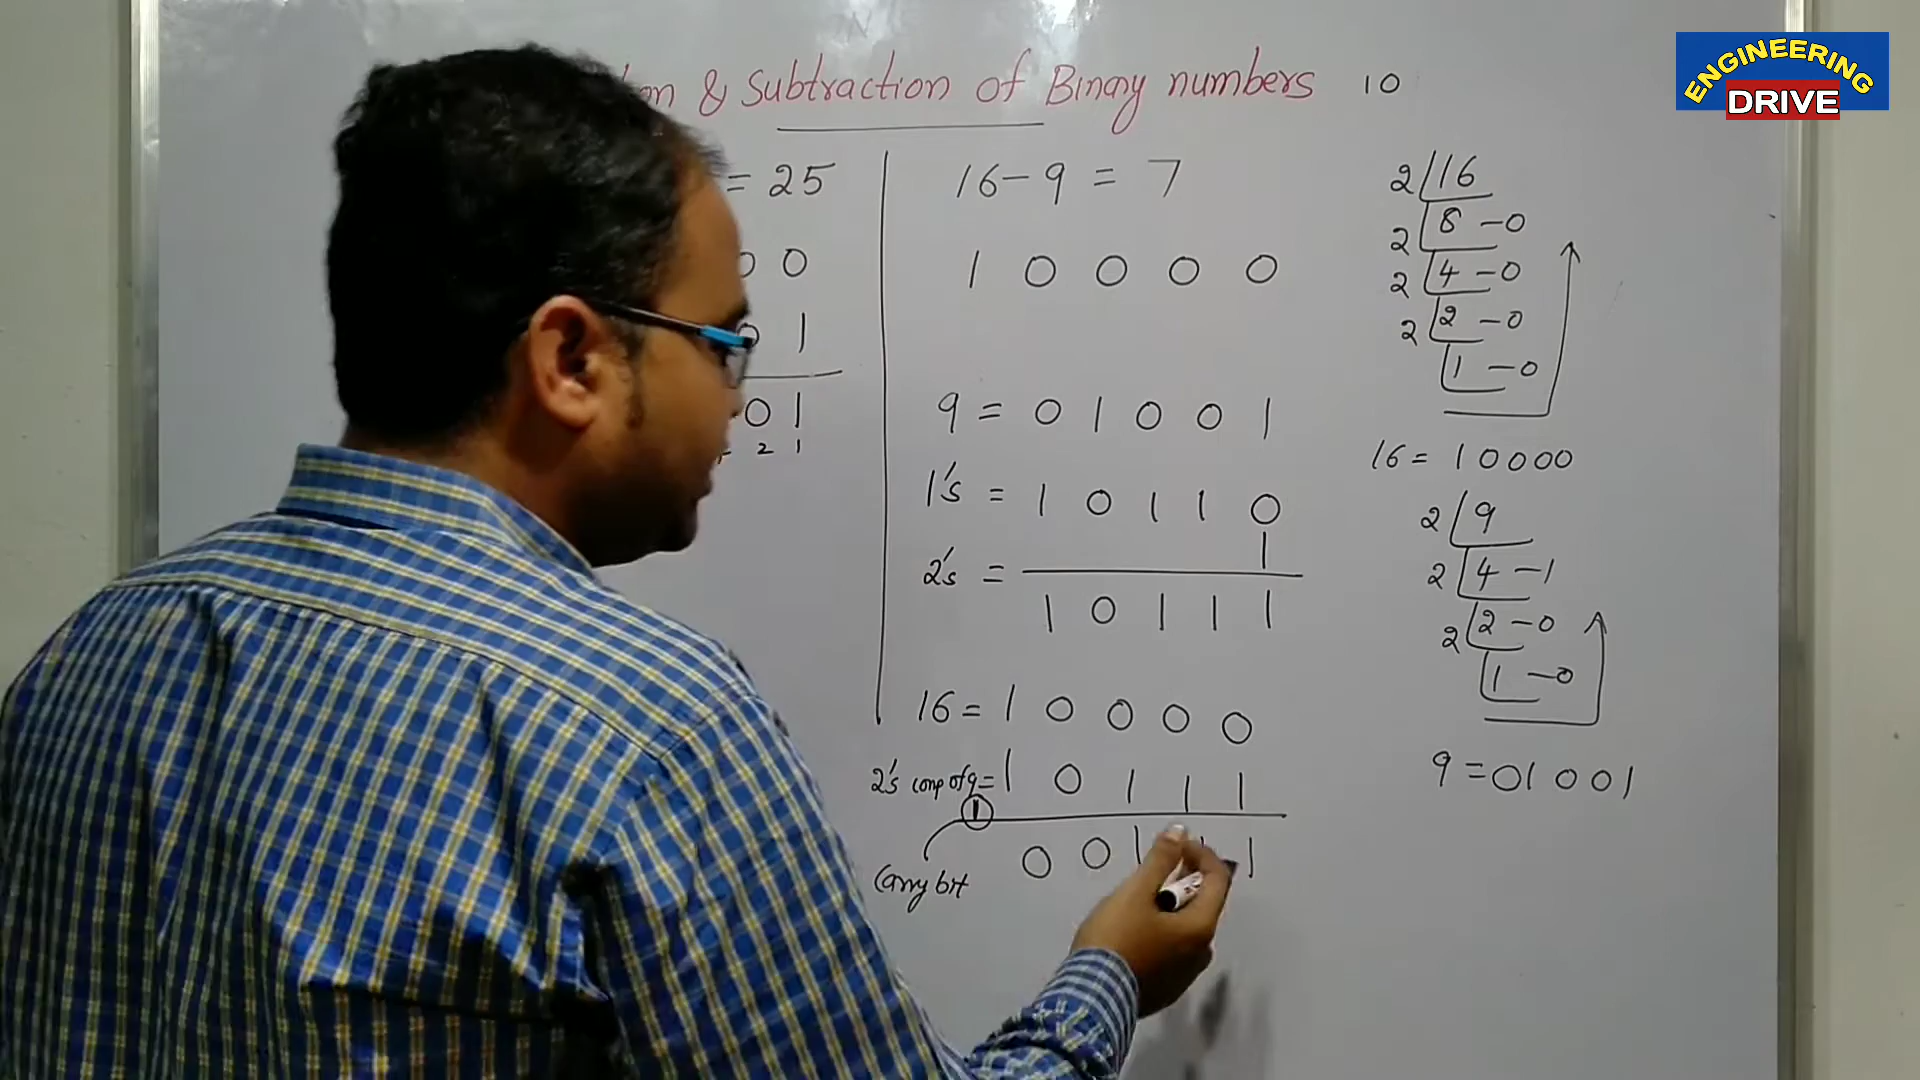 ENGINEERING
DRIVE
& Subtraction of Binary numbers 10
= 25
0 0
0 1
0 1
2 1
16 - 9 = 7
1 0 0 0 0
9 = 0 1 0 0 1
1's = 1 0 1 1 0
1
2's =
1 0 1 1 1
16 = 1 0 0 0 0
2's comp of 9 = 1 0 1 1 1
1
0 0 1 1 1
Carry bit
2 16
2 8 - 0
2 4 - 0
2 2 - 0
1 - 0
16 = 1 0 0 0 0
2 9
2 4 - 1
2 2 - 0
1 - 0
9 = 0 1 0 0 1